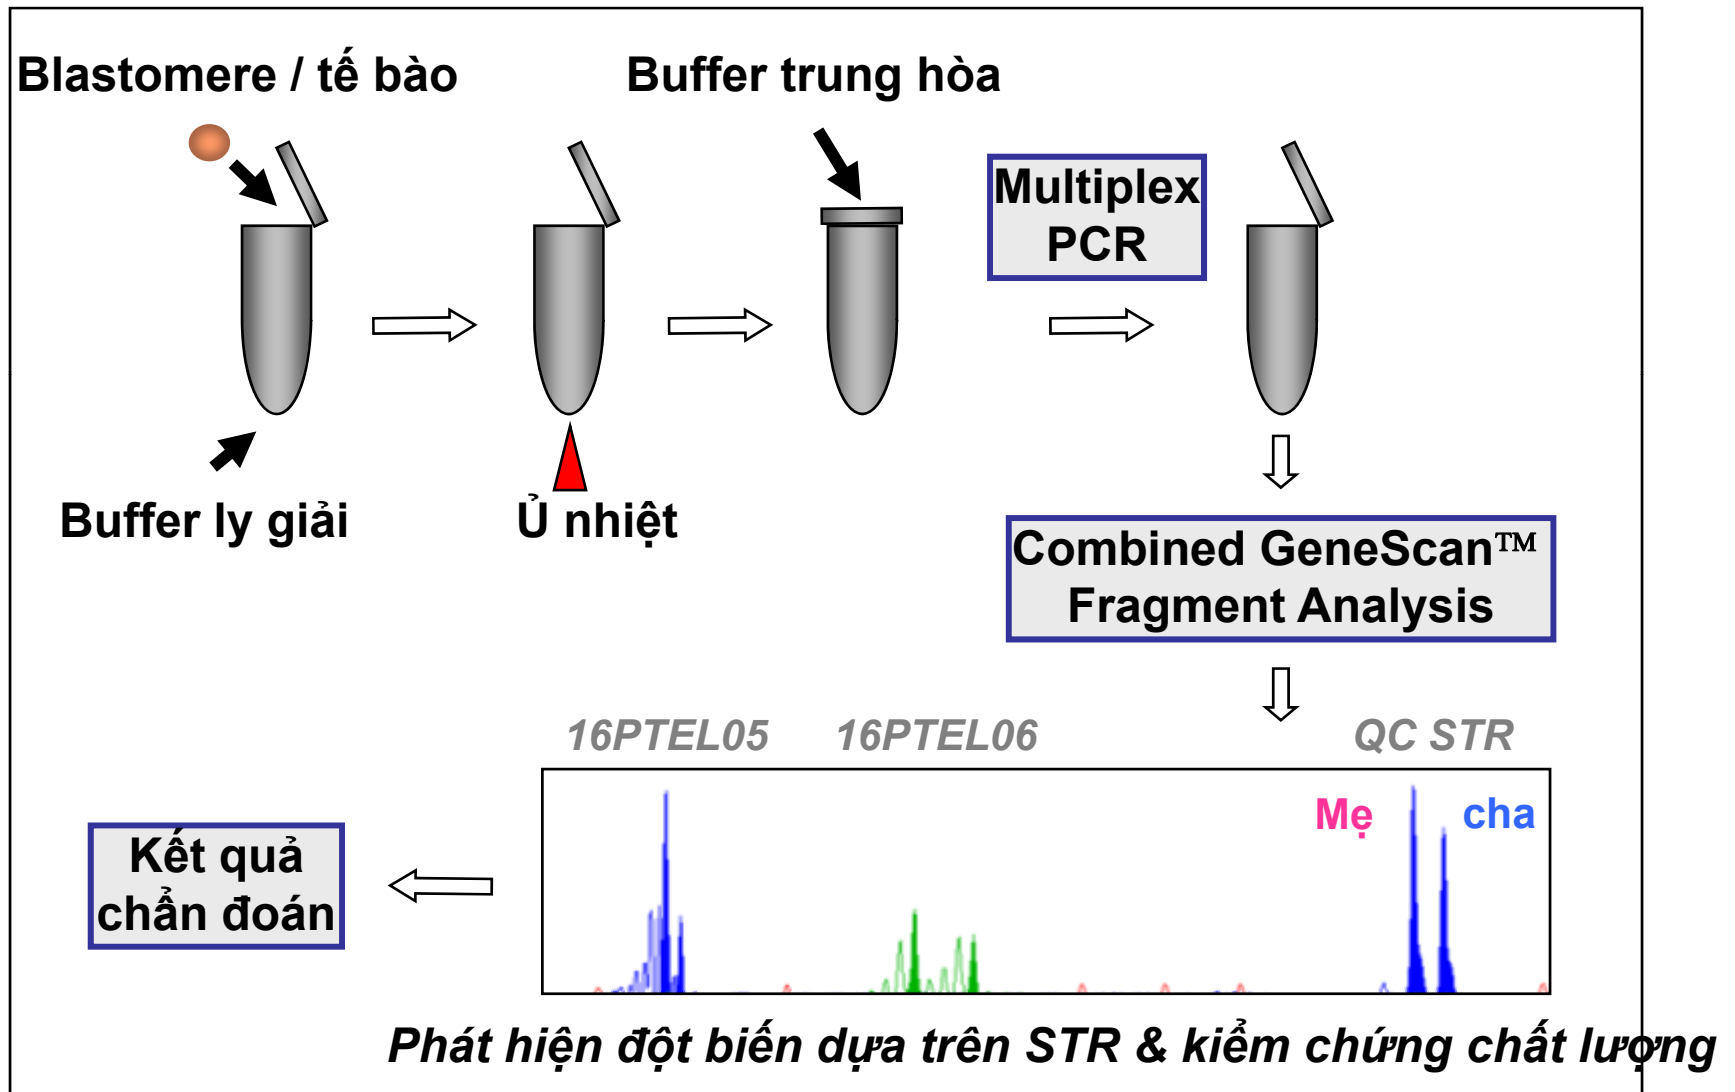 Blastomere / tế bào
Buffer trung hòa
Multiplex
PCR
Buffer ly giải
Ủ nhiệt
Combined GeneScan™
Fragment Analysis
16PTEL05
16PTEL06
QC STR
Mẹ
cha
Kết quả
chẩn đoán
Phát hiện đột biến dựa trên STR & kiểm chứng chất lượng